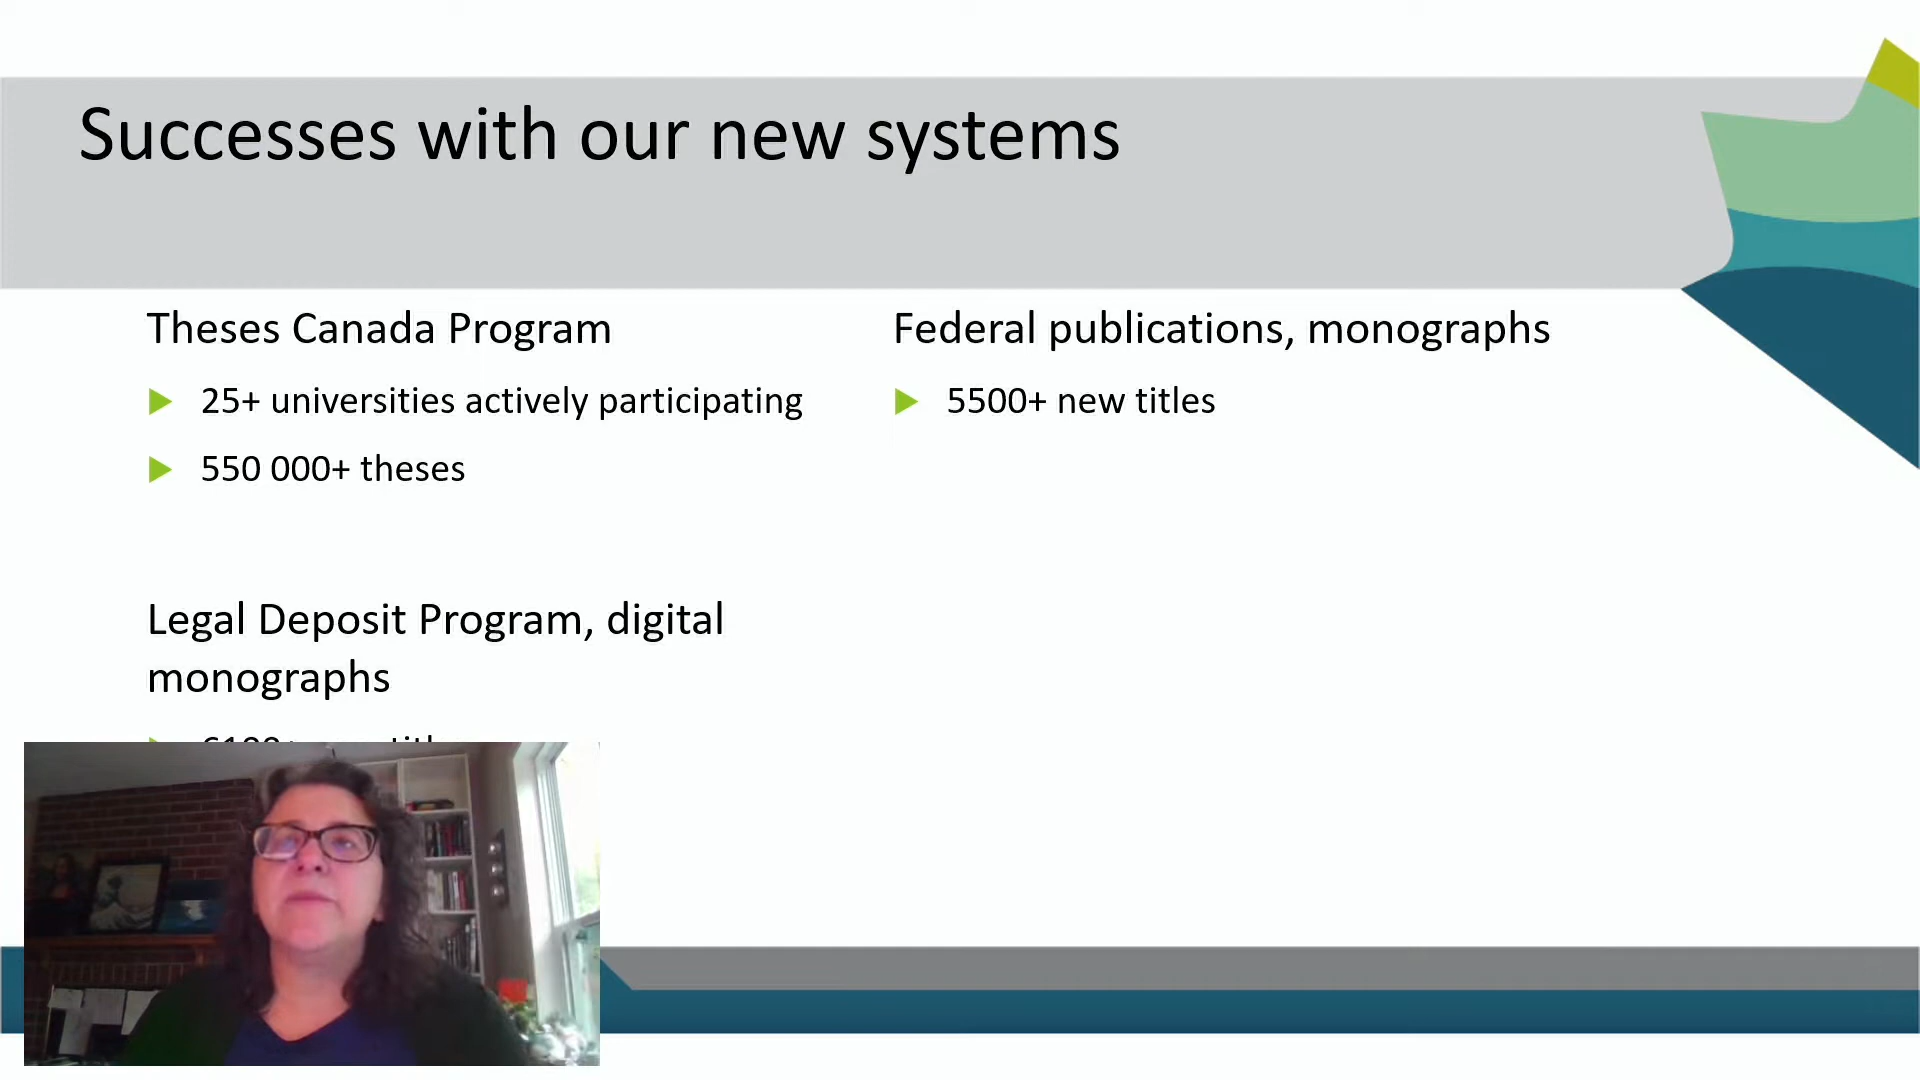 Successes with our new systems
Theses Canada Program
25+ universities actively participating
550 000+ theses
Legal Deposit Program, digital
monographs
Federal publications, monographs
5500+ new titles